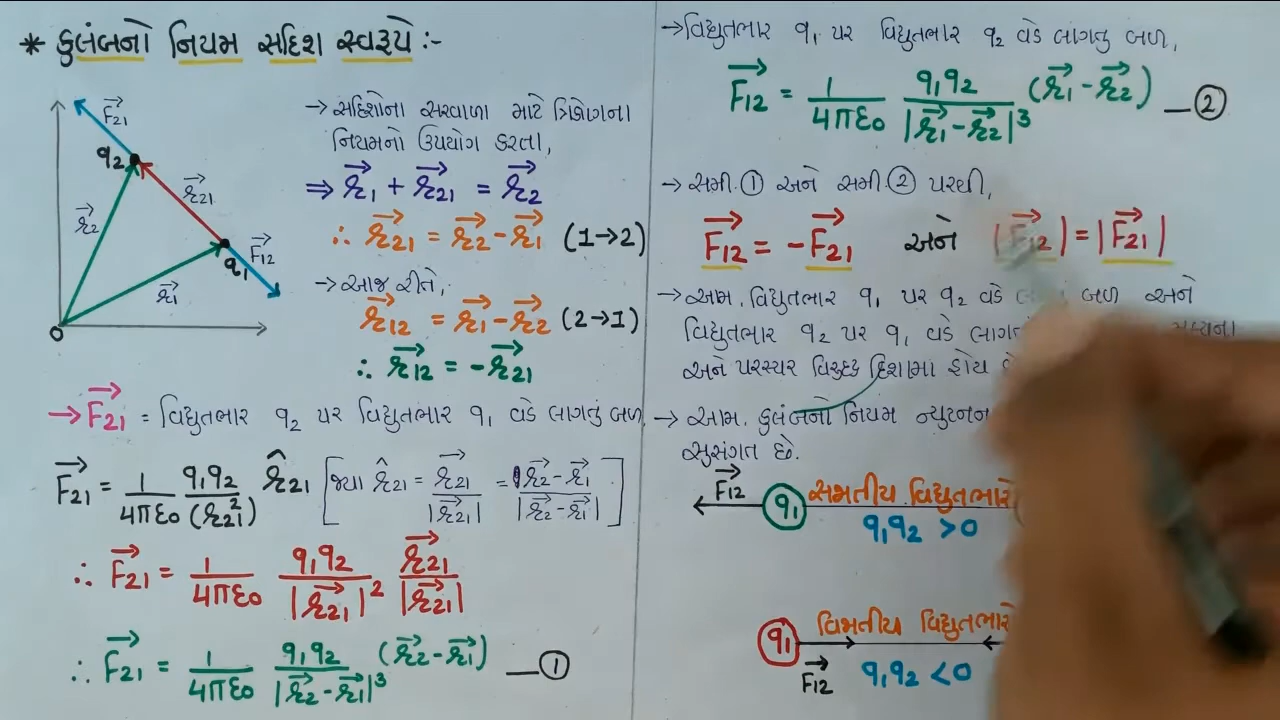 * કુલંબનો નિયમ સદિશ સ્વરૂપે :-
F⃗21
q2
r⃗21
r⃗2
F⃗12
q1
r⃗1
O
→ સદિશોના સરવાળા માટે ત્રિકોણના
નિયમનો ઉપયોગ કરતા,
⇒ r⃗1 + r⃗21 = r⃗2
∴ r⃗21 = r⃗2 - r⃗1 (1→2)
→ આજ રીતે,
r⃗12 = r⃗1 - r⃗2 (2→1)
∴ r⃗12 = - r⃗21
→ F⃗21 = વિદ્યુતભાર q2 પર વિદ્યુતભાર q1 વડે લાગતું બળ
F⃗21 = 1/4πε0 q1q2/(r21²) r̂21 [જ્યા r̂21 = r⃗21/|r⃗21| = r⃗2-r⃗1/|r⃗2-r⃗1|]
∴ F⃗21 = 1/4πε0 q1q2/|r⃗21|² r⃗21/|r⃗21|
∴ F⃗21 = 1/4πε0 q1q2/|r⃗2-r⃗1|³ (r⃗2-r⃗1) — ①
→ વિદ્યુતભાર q1 પર વિદ્યુતભાર q2 વડે લાગતુ બળ,
F⃗12 = 1/4πε0 q1q2/|r⃗1-r⃗2|³ (r⃗1-r⃗2) — ②
→ સમી.① અને સમી.② પરથી,
F⃗12 = - F⃗21 અને |F⃗12| = |F⃗21|
→ આમ, વિદ્યુતભાર q1 પર q2 વડે બળ અને
વિદ્યુતભાર q2 પર q1 વડે લાગતું
અને પરસ્પર વિરુદ્ધ દિશામાં હોય
→ આમ, કુલંબનો નિયમ ન્યુટનન
સુસંગત છે.
F⃗12 q1 સમતીય વિદ્યુતભારો
q1q2 >0
q1 વિમતીય વિદ્યુતભારો
F⃗12 q1q2 <0